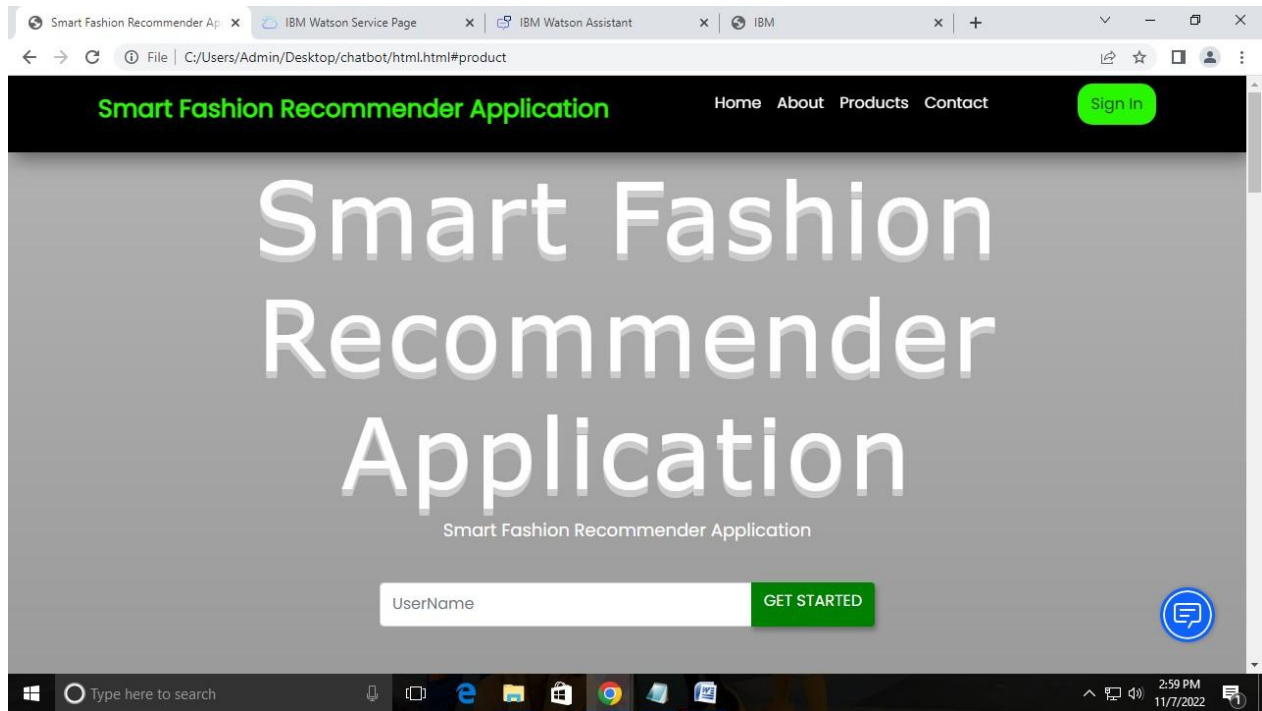 Smart Fashion Recommender Ap
IBM Watson Service Page
IBM Watson Assistant
IBM
File | C:/Users/Admin/Desktop/chatbot/html.html#product
Smart Fashion Recommender Application
Home About Products Contact
Sign In
Smart Fashion
Recommender
Application
Smart Fashion Recommender Application
UserName
GET STARTED
Type here to search
2:59 PM
11/7/2022
1